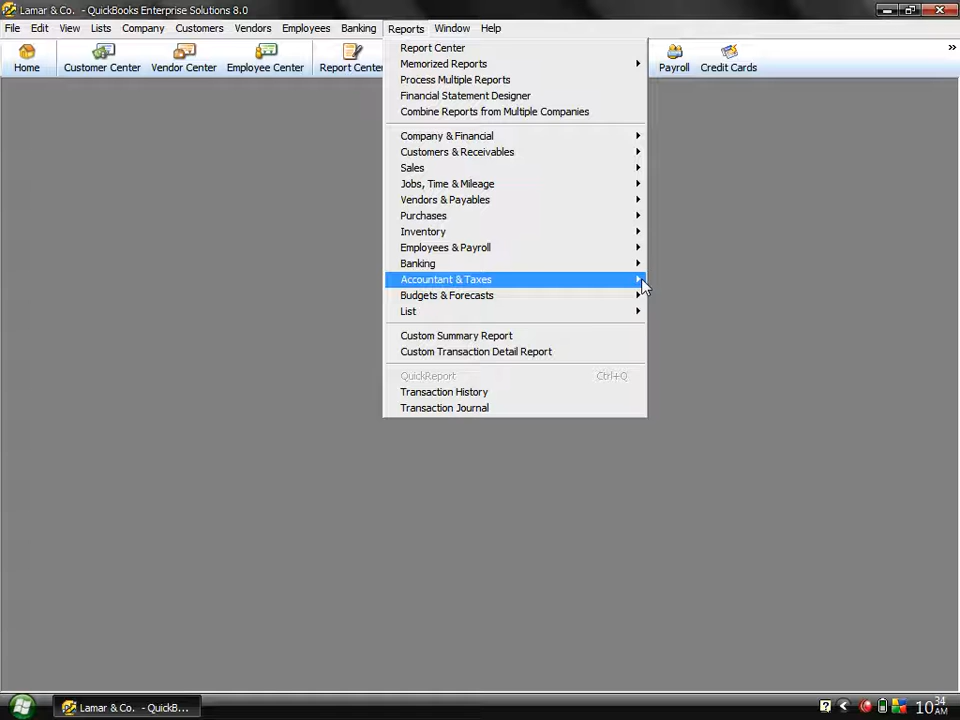 Lamar & Co. - QuickBooks Enterprise Solutions 8.0
File Edit View Lists Company Customers Vendors Employees Banking Reports Window Help
Home Customer Center Vendor Center Employee Center Report Center Payroll Credit Cards »
Report Center
Memorized Reports
Process Multiple Reports
Financial Statement Designer
Combine Reports from Multiple Companies
Company & Financial
Customers & Receivables
Sales
Jobs, Time & Mileage
Vendors & Payables
Purchases
Inventory
Employees & Payroll
Banking
Accountant & Taxes
Budgets & Forecasts
List
Custom Summary Report
Custom Transaction Detail Report
QuickReport Ctrl+Q
Transaction History
Transaction Journal
Lamar & Co. - QuickB... 10:34 AM